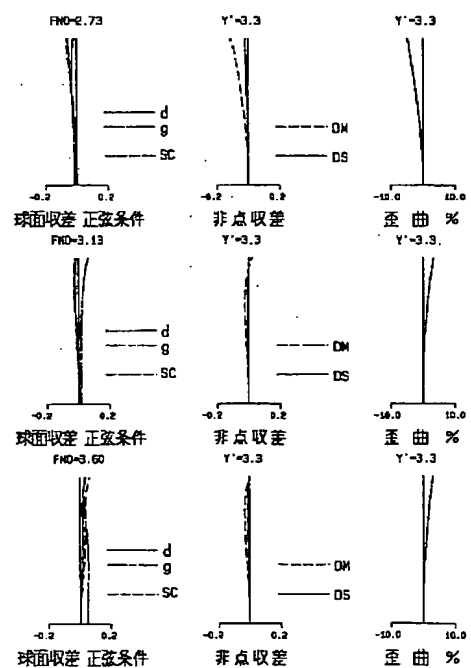 FNO=2.73 Y'=3.3 Y'=3.3
d
g
SC
DM
DS
-0.2 0.2 -0.2 0.2 -10.0 10.0
球面収差 正弦条件 非点収差 歪曲 %
FNO=3.13 Y'=3.3 Y'=3.3
d
g
SC
DM
DS
-0.2 0.2 -0.2 0.2 -10.0 10.0
球面収差 正弦条件 非点収差 歪曲 %
FNO=3.60 Y'=3.3 Y'=3.3
d
g
SC
DM
DS
-0.2 0.2 -0.2 0.2 -10.0 10.0
球面収差 正弦条件 非点収差 歪曲 %